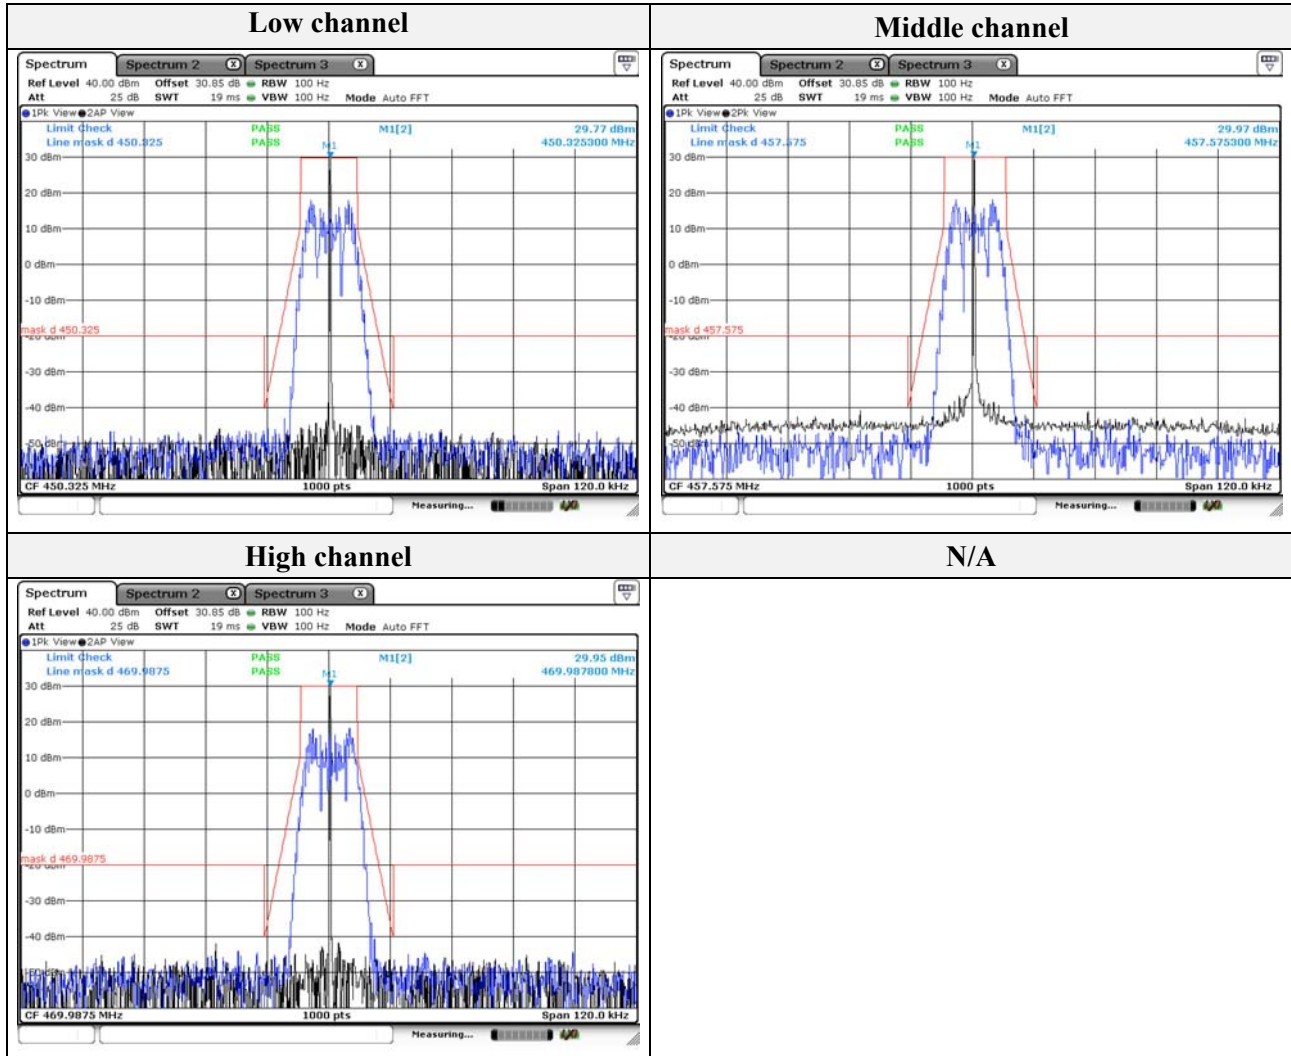 Low channel
Spectrum Spectrum 2 Spectrum 3
Ref Level 40.00 dBm Offset 30.85 dB RBW 100 Hz
Att 25 dB SWT 19 ms VBW 100 Hz Mode Auto FFT
1Pk View 2AP View
Limit Check PASS M1[2] 29.77 dBm
Line mask d 450.325 PASS 450.325300 MHz
M1
30 dBm
20 dBm
10 dBm
0 dBm
-10 dBm
mask d 450.325
-20 dBm
-30 dBm
-40 dBm
-50 dBm
CF 450.325 MHz 1000 pts Span 120.0 kHz
Measuring...
Middle channel
Spectrum Spectrum 2 Spectrum 3
Ref Level 40.00 dBm Offset 30.85 dB RBW 100 Hz
Att 25 dB SWT 19 ms VBW 100 Hz Mode Auto FFT
1Pk View 2Pk View
Limit Check PASS M1[2] 29.97 dBm
Line mask d 457.575 PASS 457.575300 MHz
M1
30 dBm
20 dBm
10 dBm
0 dBm
-10 dBm
mask d 457.575
-20 dBm
-30 dBm
-40 dBm
-50 dBm
CF 457.575 MHz 1000 pts Span 120.0 kHz
Measuring...
High channel
Spectrum Spectrum 2 Spectrum 3
Ref Level 40.00 dBm Offset 30.85 dB RBW 100 Hz
Att 25 dB SWT 19 ms VBW 100 Hz Mode Auto FFT
1Pk View 2AP View
Limit Check PASS M1[2] 29.95 dBm
Line mask d 469.9875 PASS 469.987800 MHz
M1
30 dBm
20 dBm
10 dBm
0 dBm
-10 dBm
mask d 469.9875
-20 dBm
-30 dBm
-40 dBm
-50 dBm
CF 469.9875 MHz 1000 pts Span 120.0 kHz
Measuring...
N/A